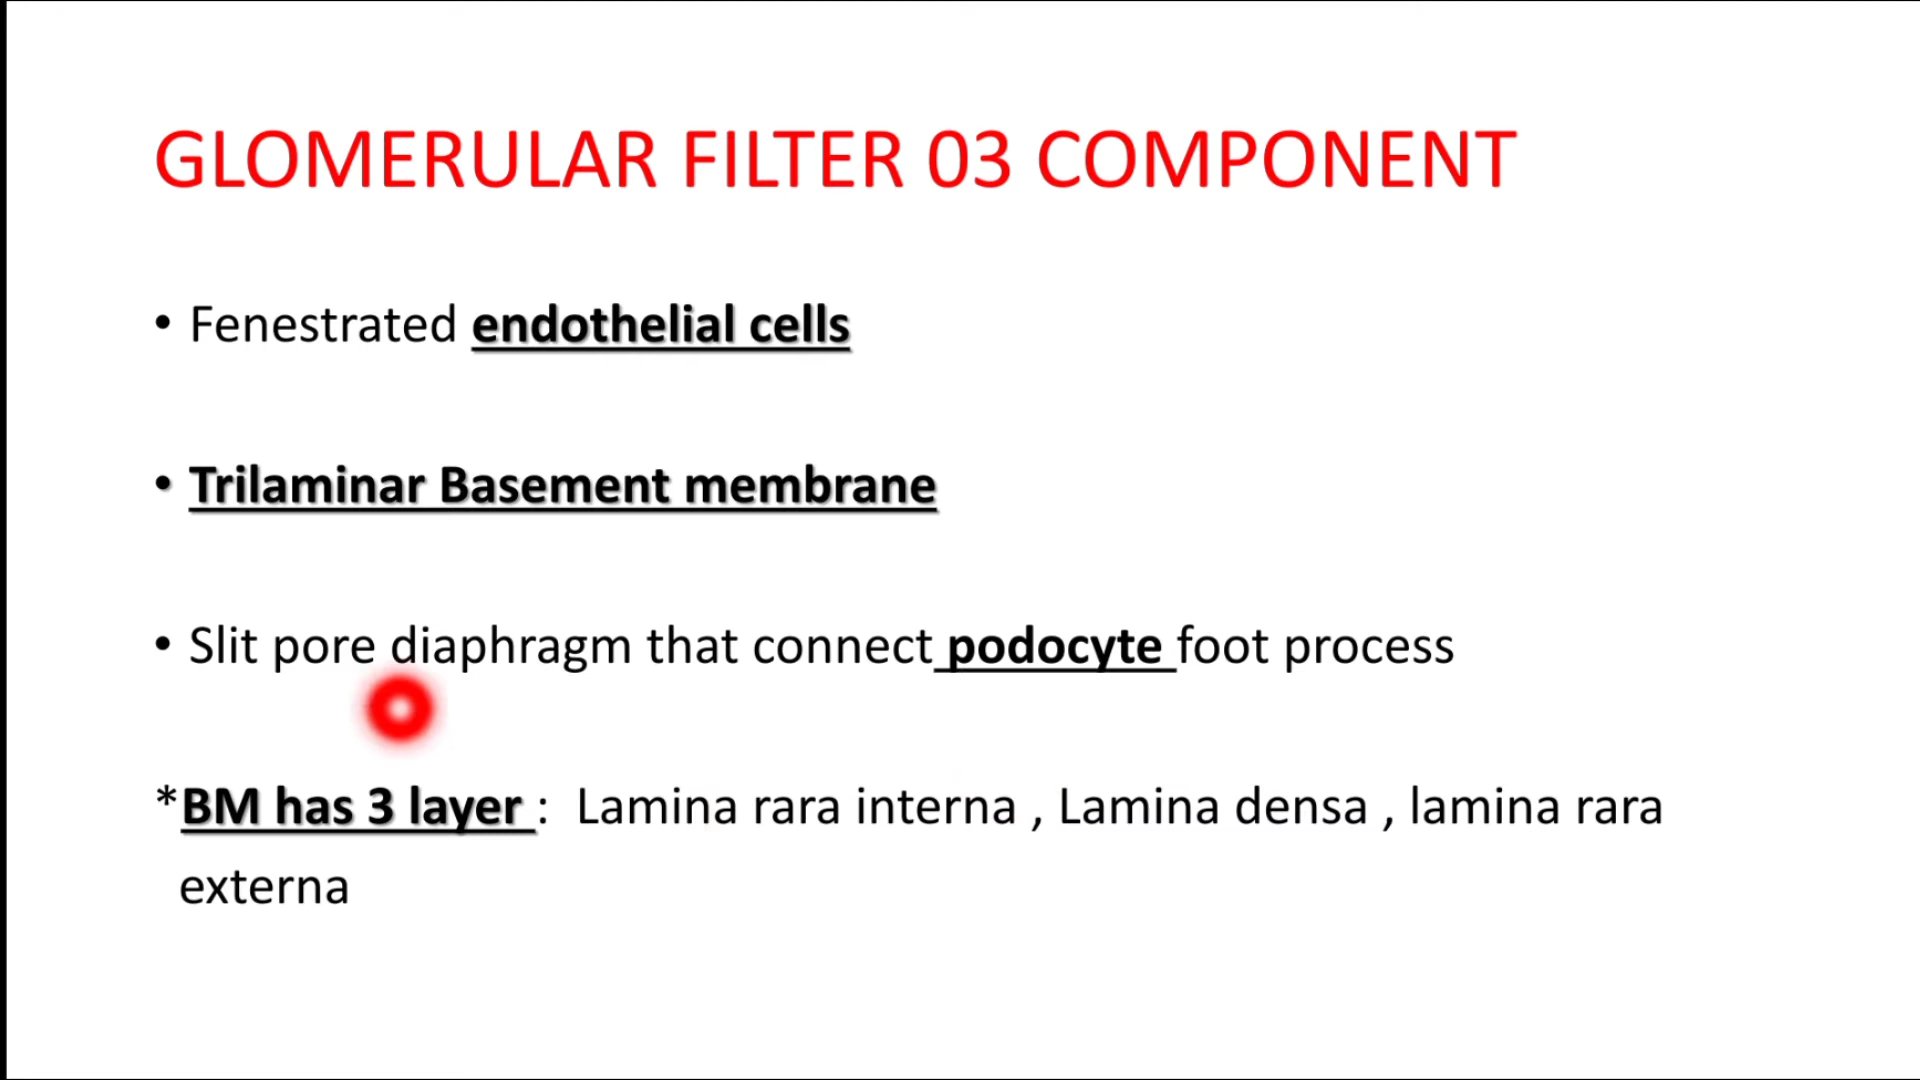 GLOMERULAR FILTER 03 COMPONENT
• Fenestrated endothelial cells
• Trilaminar Basement membrane
• Slit pore diaphragm that connect podocyte foot process
*BM has 3 layer : Lamina rara interna , Lamina densa , lamina rara
externa